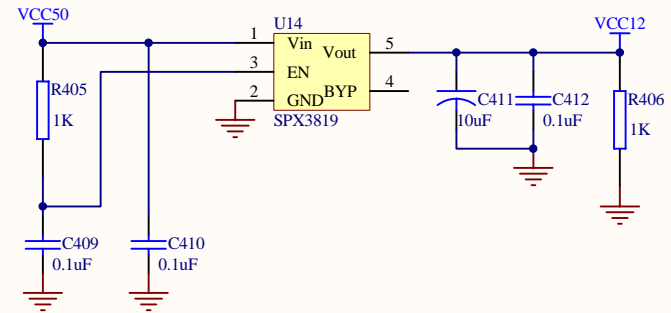 VCC50
U14
VCC12
1
Vin
Vout
5
3
EN
BYP
4
2
GND
SPX3819
R405
1K
C411
10uF
C412
0.1uF
R406
1K
C409
0.1uF
C410
0.1uF